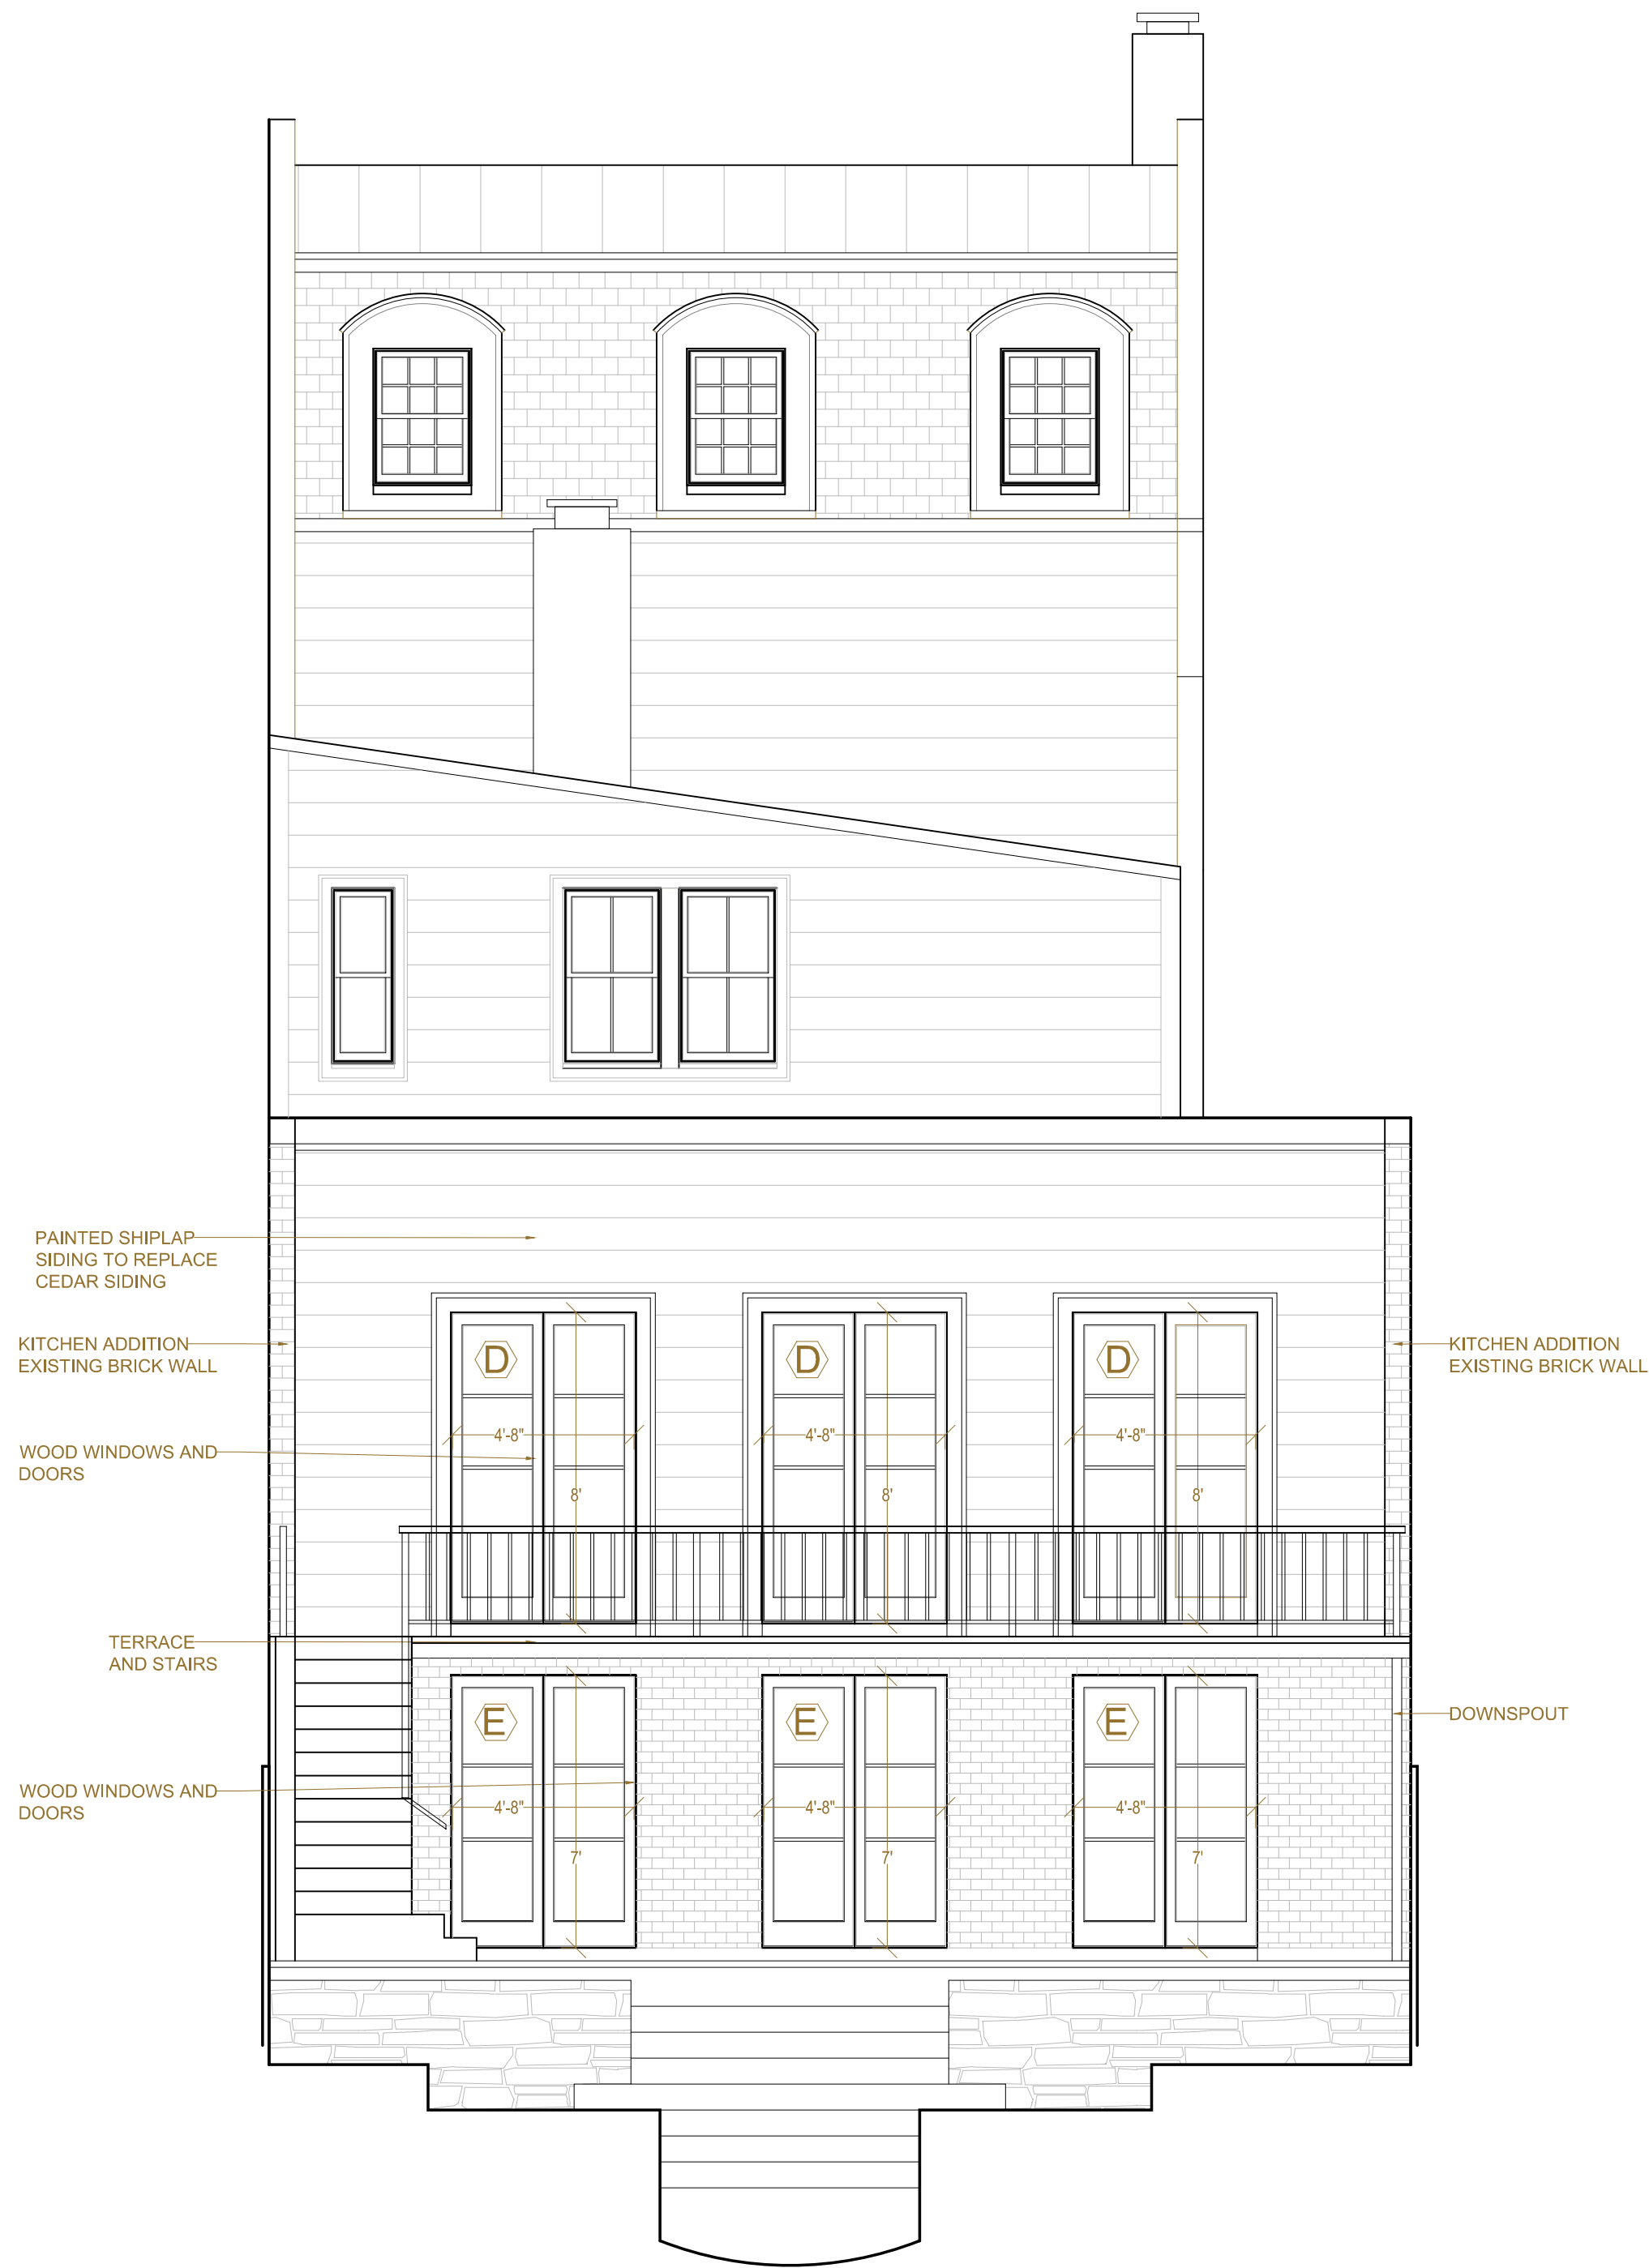 PAINTED SHIPLAP
SIDING TO REPLACE
CEDAR SIDING
KITCHEN ADDITION
EXISTING BRICK WALL
D
D
D
KITCHEN ADDITION
EXISTING BRICK WALL
WOOD WINDOWS AND
DOORS
4'-8"
4'-8"
4'-8"
8'
8'
8'
TERRACE
AND STAIRS
E
E
E
DOWNSPOUT
WOOD WINDOWS AND
DOORS
4'-8"
4'-8"
4'-8"
7'
7'
7'